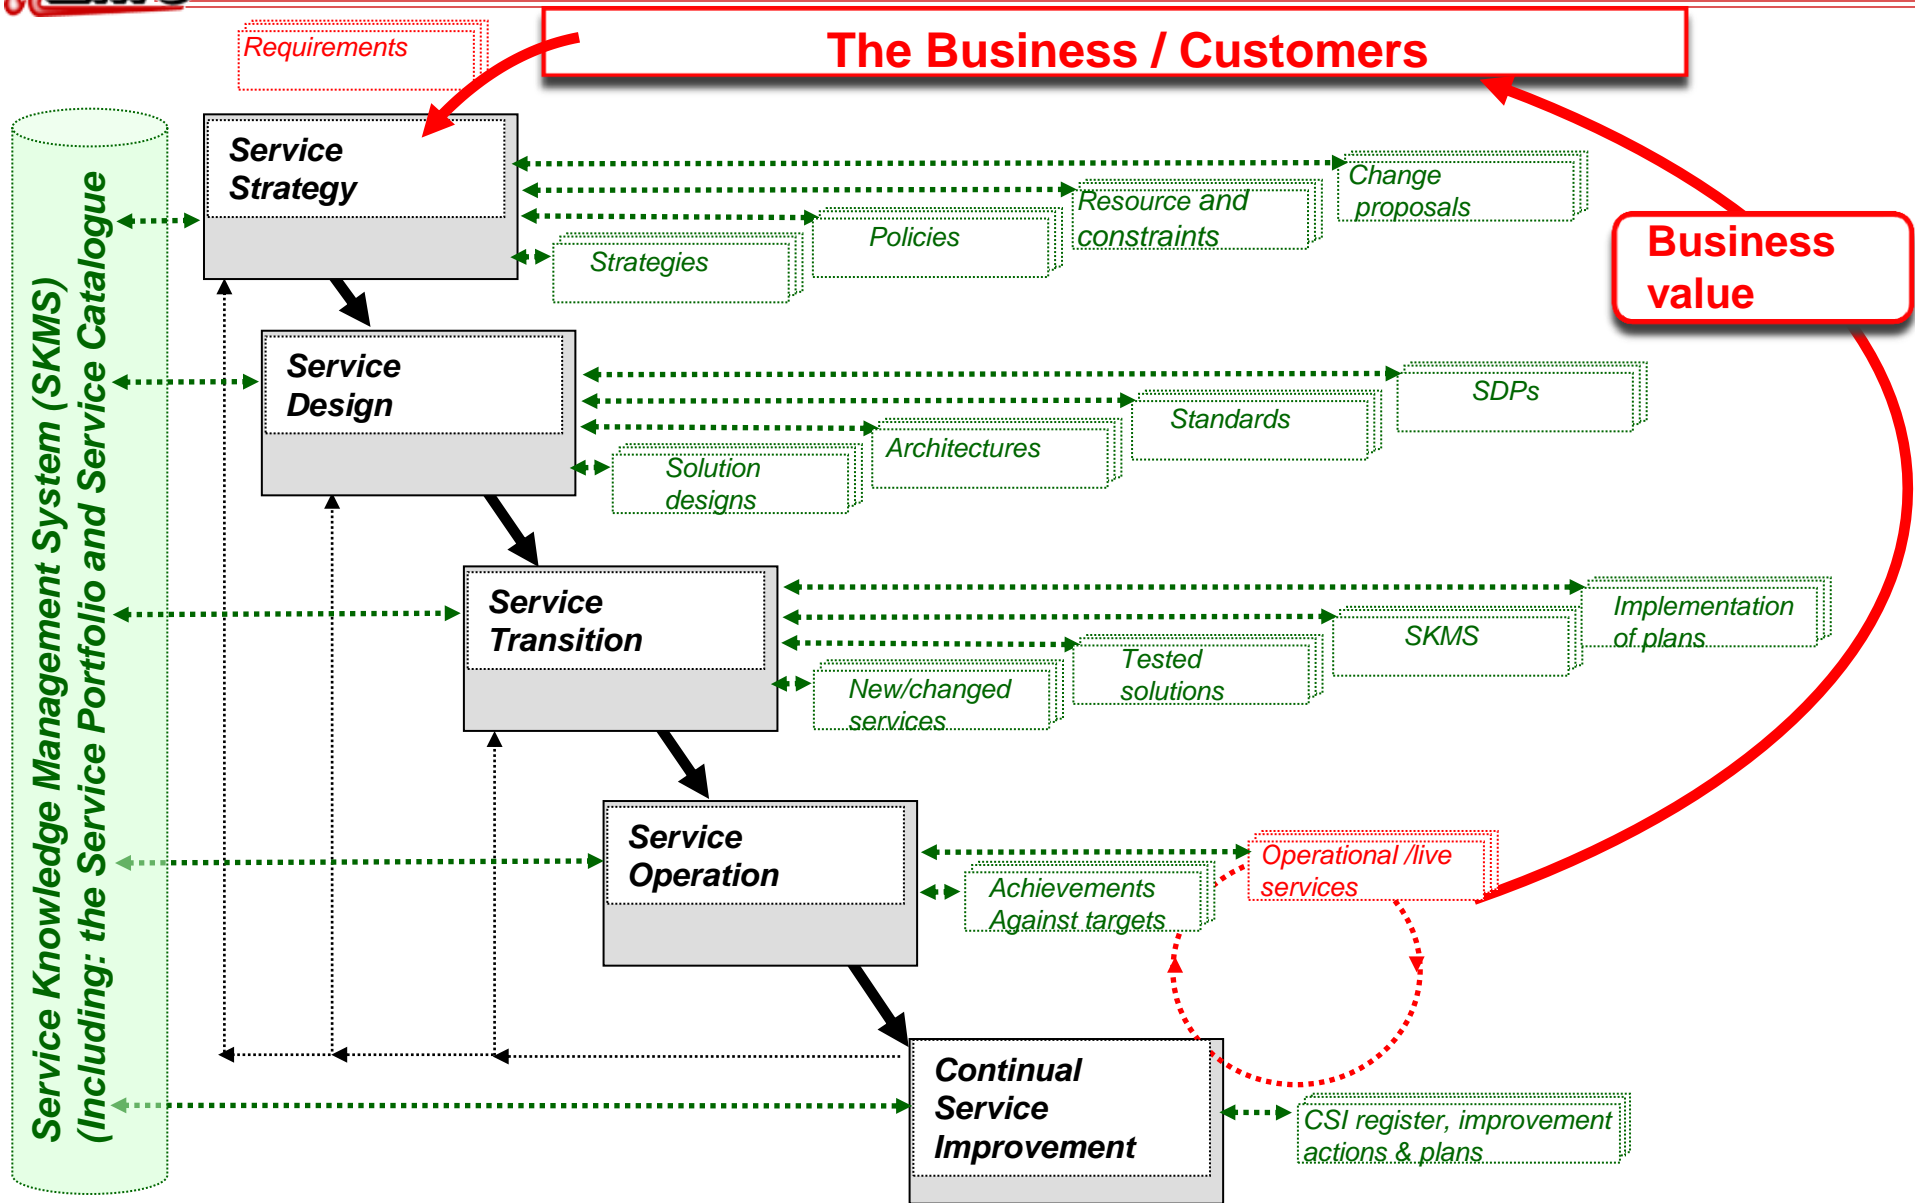 Requirements
The Business / Customers
Service
Strategy
Change
proposals
Resource and
constraints
Policies
Strategies
Business
value
Service Knowledge Management System (SKMS)
(Including: the Service Portfolio and Service Catalogue
Service
Design
SDPs
Standards
Architectures
Solution
designs
Service
Transition
Implementation
of plans
SKMS
Tested
solutions
New/changed
services
Service
Operation
Operational /live
services
Achievements
Against targets
Continual
Service
Improvement
CSI register, improvement
actions & plans